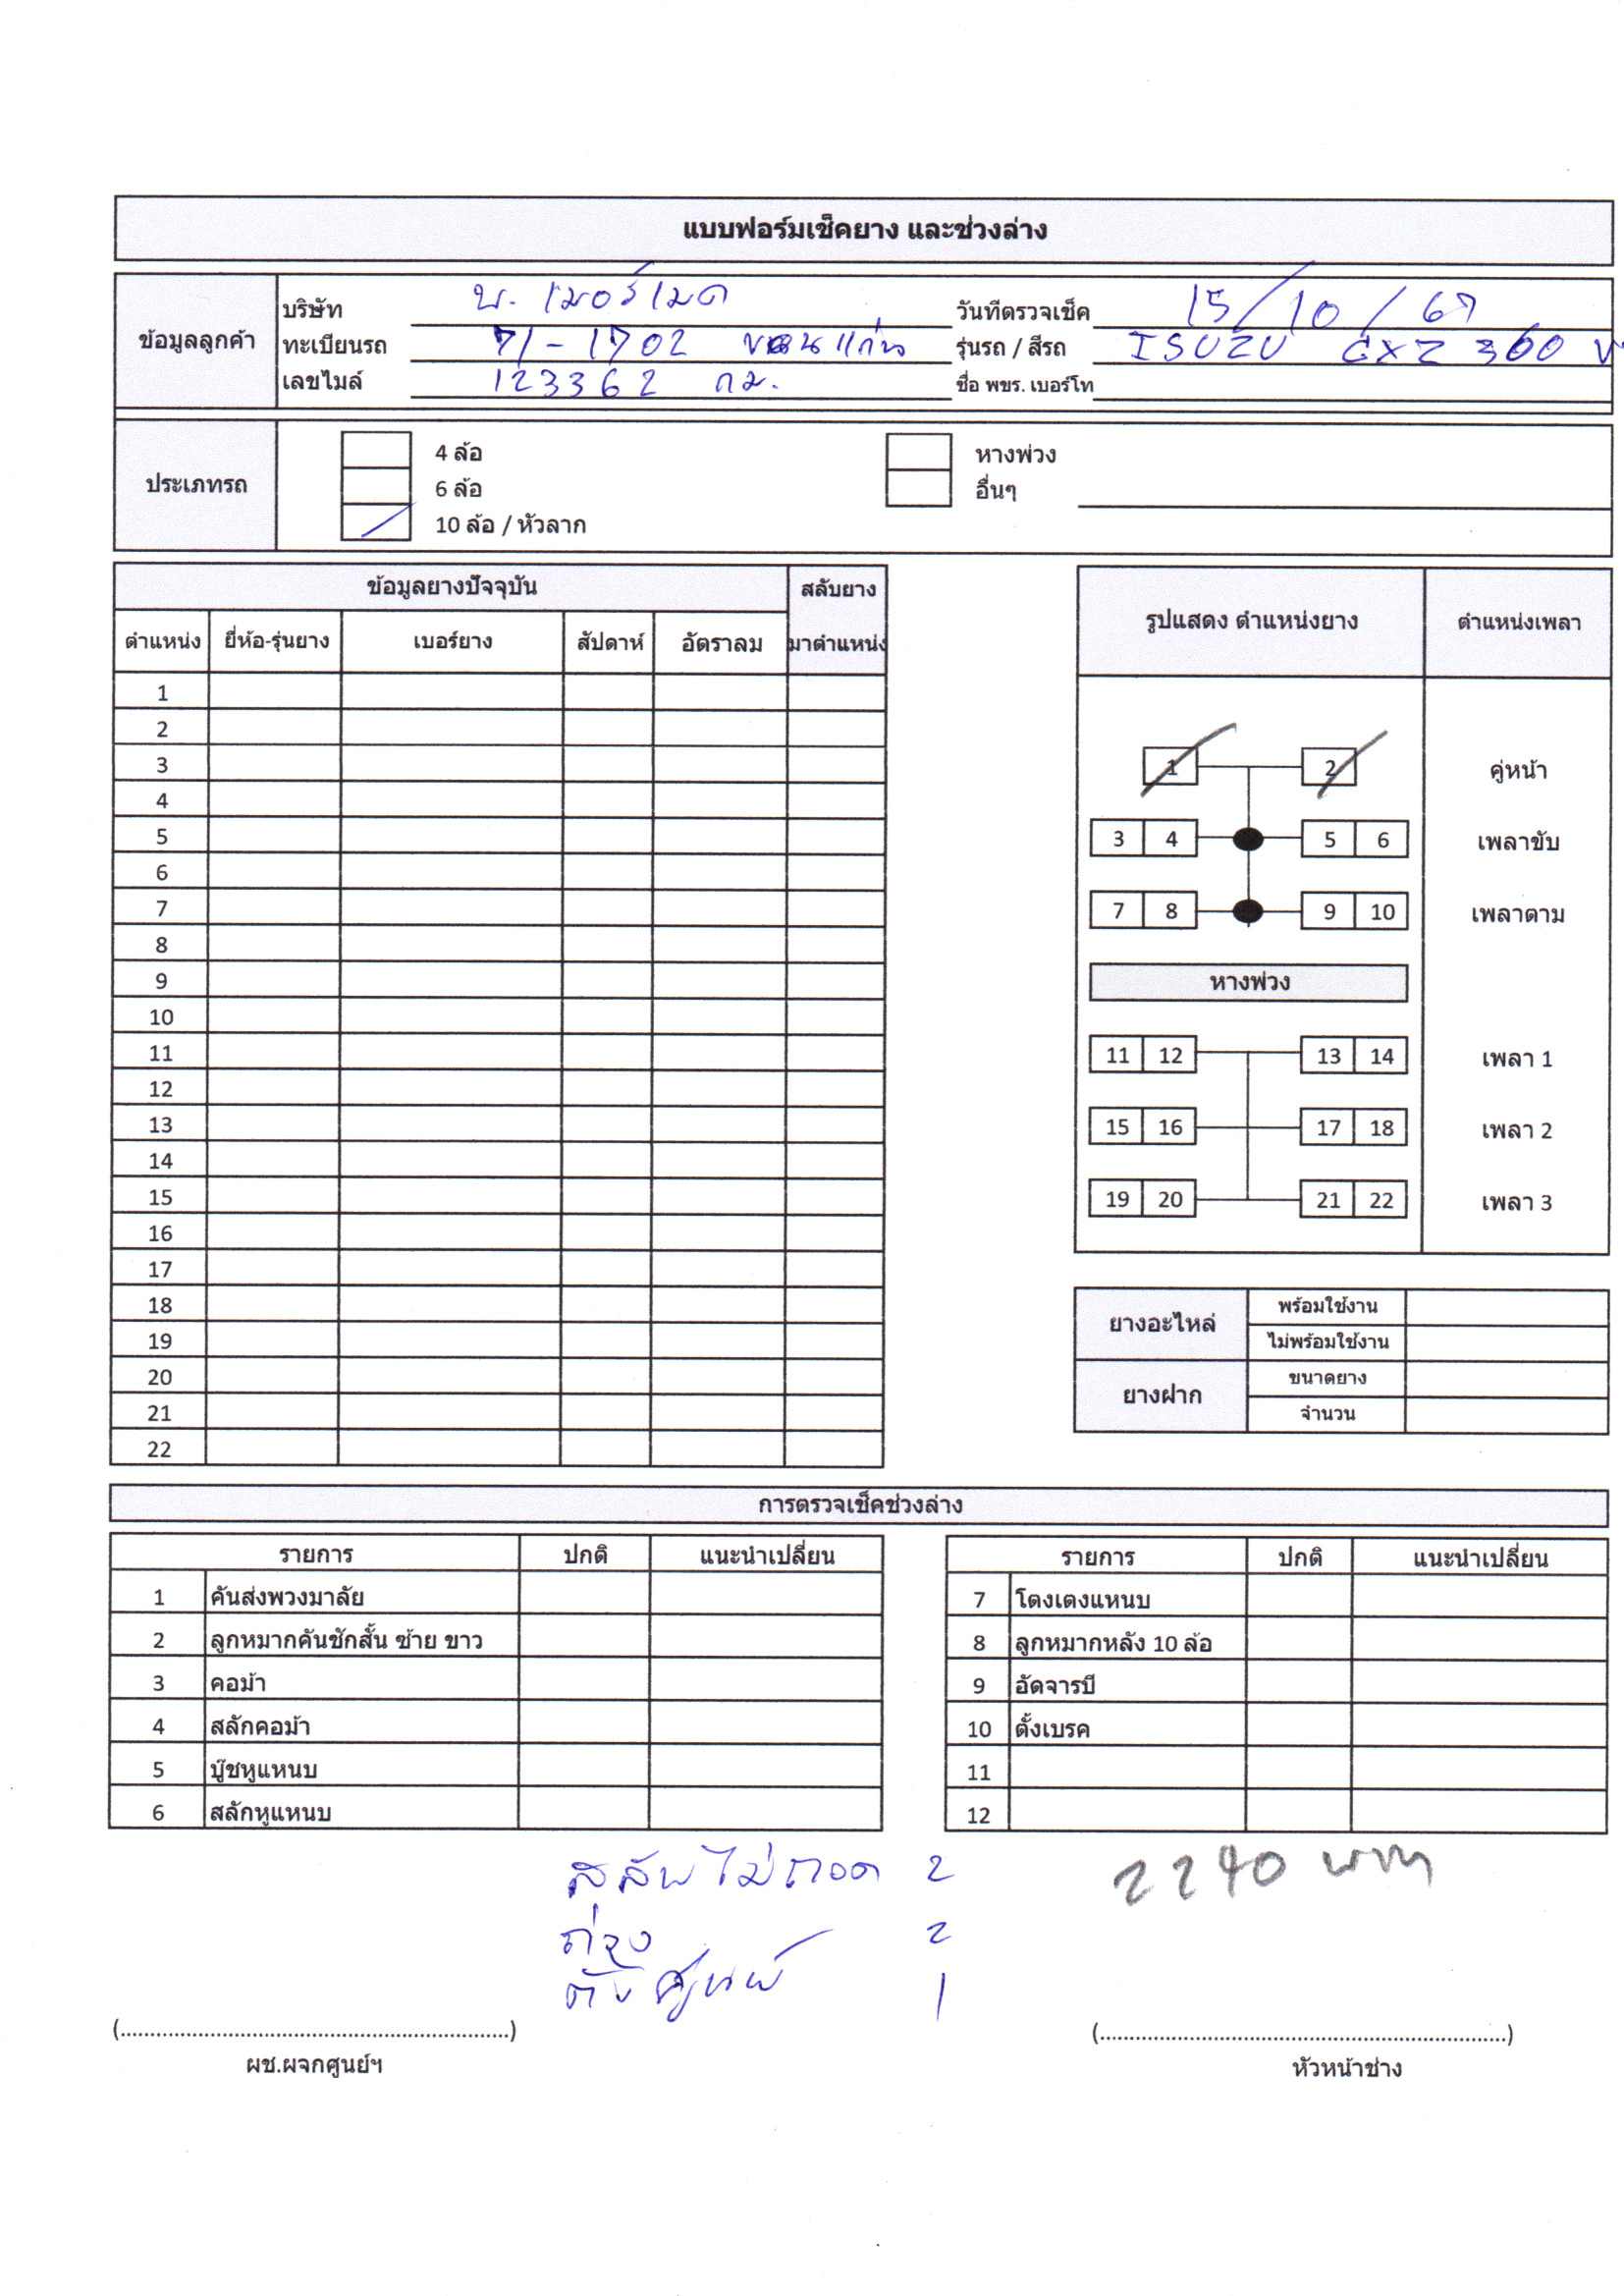 แบบฟอร์มเช็คยาง และช่วงล่าง
ข้อมูลลูกค้า
บริษัท บ. เมอร์เมด วันที่ตรวจเช็ค 15/10/67
ทะเบียนรถ 71-1702 ขอนแก่น รุ่นรถ / สีรถ ISUZU GXZ 360
เลขไมล์ 123362 กม. ชื่อ พขร. เบอร์โท
ประเภทรถ
4 ล้อ หางพ่วง
6 ล้อ อื่นๆ
10 ล้อ / หัวลาก
ข้อมูลยางปัจจุบัน สลับยาง
ตำแหน่ง ยี่ห้อ-รุ่นยาง เบอร์ยาง สัปดาห์ อัตราลม มาตำแหน่ง
1
2
3
4
5
6
7
8
9
10
11
12
13
14
15
16
17
18
19
20
21
22
รูปแสดง ตำแหน่งยาง ตำแหน่งเพลา
1 2 คู่หน้า
3 4 5 6 เพลาขับ
7 8 9 10 เพลาตาม
หางพ่วง
11 12 13 14 เพลา 1
15 16 17 18 เพลา 2
19 20 21 22 เพลา 3
ยางอะไหล่ พร้อมใช้งาน
ไม่พร้อมใช้งาน
ยางฝาก ขนาดยาง
จำนวน
การตรวจเช็คช่วงล่าง
รายการ ปกติ แนะนำเปลี่ยน
1 คันส่งพวงมาลัย
2 ลูกหมากคันชักสั้น ซ้าย ขาว
3 คอม้า
4 สลักคอม้า
5 บู๊ชหูแหนบ
6 สลักหูแหนบ
รายการ ปกติ แนะนำเปลี่ยน
7 โตงเตงแหนบ
8 ลูกหมากหลัง 10 ล้อ
9 อัดจารบี
10 ตั้งเบรค
11
12
สลับไม่ถอด 2 2240 บาท
ถ่วง 2
ตั้งศูนย์ 1
(..................................................................) (......................................................................)
ผช.ผจกศูนย์ฯ หัวหน้าช่าง